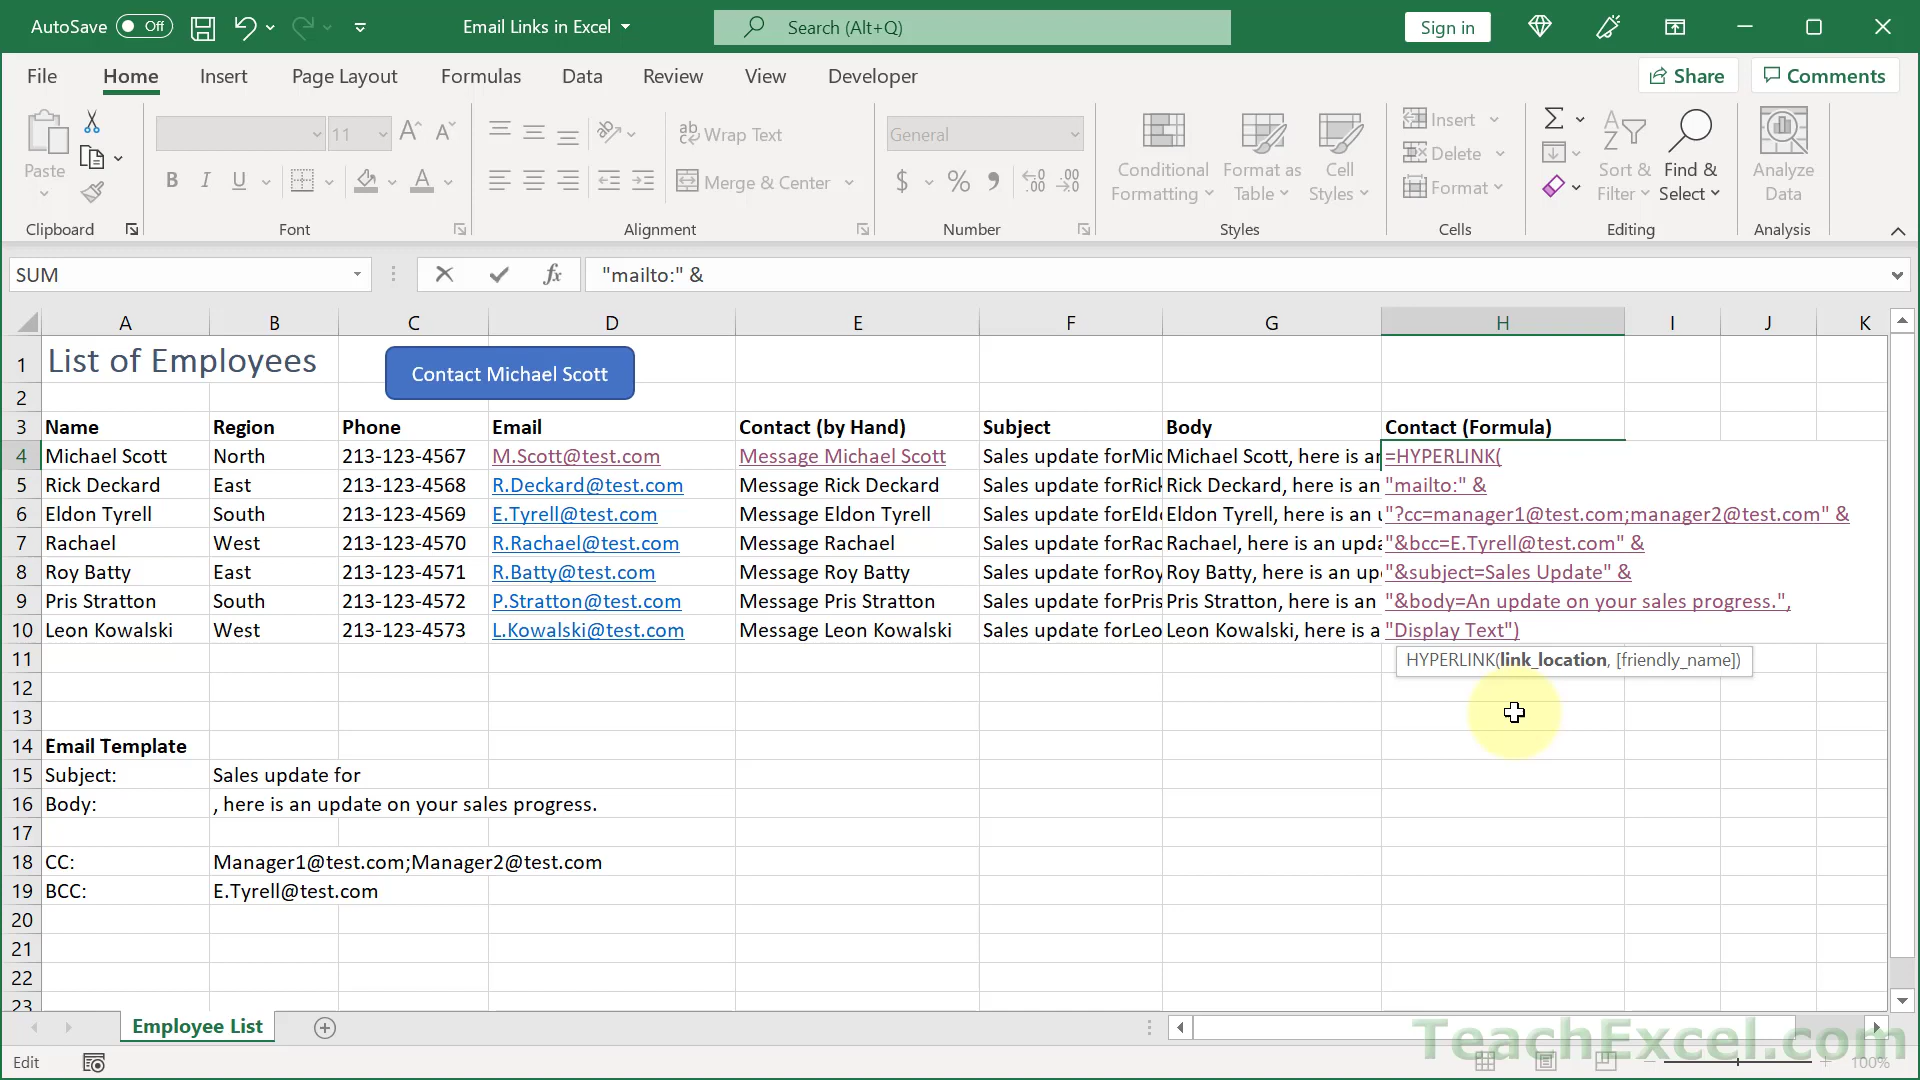 AutoSave Off Email Links in Excel Search (Alt+Q) Sign in
File Home Insert Page Layout Formulas Data Review View Developer Share Comments
11 Wrap Text General Insert
Paste Conditional Format as Cell Delete Sort & Find & Analyze
B I U Merge & Center $ % Formatting Table Styles Format Filter Select Data
Clipboard Font Alignment Number Styles Cells Editing Analysis
SUM fx "mailto:" &
A B C D E F G H I J K
1 List of Employees Contact Michael Scott
2
3 Name Region Phone Email Contact (by Hand) Subject Body Contact (Formula)
4 Michael Scott North 213-123-4567 M.Scott@test.com Message Michael Scott Sales update forMic Michael Scott, here is an =HYPERLINK(
5 Rick Deckard East 213-123-4568 R.Deckard@test.com Message Rick Deckard Sales update forRick Rick Deckard, here is an "mailto:" &
6 Eldon Tyrell South 213-123-4569 E.Tyrell@test.com Message Eldon Tyrell Sales update forEldo Eldon Tyrell, here is an u "?cc=manager1@test.com;manager2@test.com" &
7 Rachael West 213-123-4570 R.Rachael@test.com Message Rachael Sales update forRac Rachael, here is an upda "&bcc=E.Tyrell@test.com" &
8 Roy Batty East 213-123-4571 R.Batty@test.com Message Roy Batty Sales update forRoy Roy Batty, here is an up "&subject=Sales Update" &
9 Pris Stratton South 213-123-4572 P.Stratton@test.com Message Pris Stratton Sales update forPris Pris Stratton, here is an "&body=An update on your sales progress.",
10 Leon Kowalski West 213-123-4573 L.Kowalski@test.com Message Leon Kowalski Sales update forLeo Leon Kowalski, here is a "Display Text")
11 HYPERLINK(link_location, [friendly_name])
12
13
14 Email Template
15 Subject: Sales update for
16 Body: , here is an update on your sales progress.
17
18 CC: Manager1@test.com;Manager2@test.com
19 BCC: E.Tyrell@test.com
20
21
22
23
Employee List
TeachExcel.com
Edit 100%